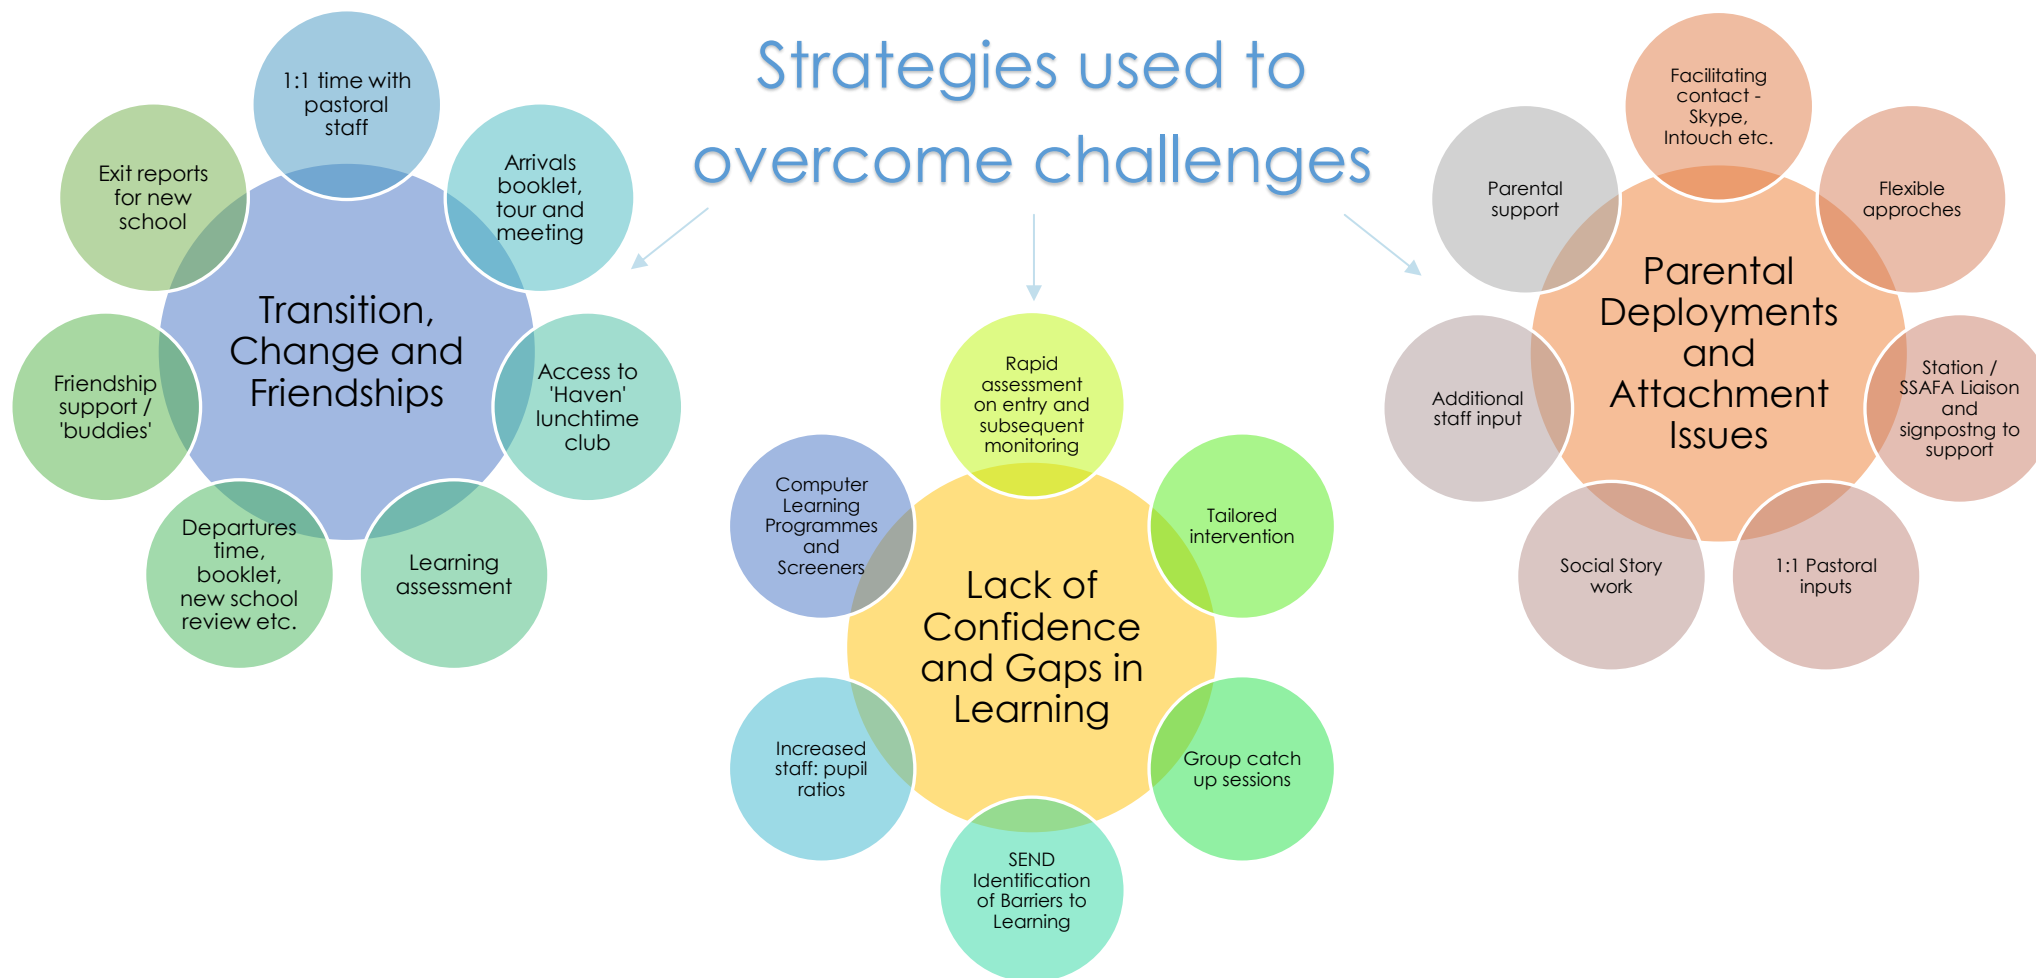 Strategies used to
overcome challenges
Transition,
Change and
Friendships
1:1 time with
pastoral
staff
Arrivals
booklet,
tour and
meeting
Access to
'Haven'
lunchtime
club
Learning
assessment
Departures
time,
booklet,
new school
review etc.
Friendship
support /
'buddies'
Exit reports
for new
school
Lack of
Confidence
and Gaps in
Learning
Rapid
assessment
on entry and
subsequent
monitoring
Tailored
intervention
Group catch
up sessions
SEND
Identification
of Barriers to
Learning
Increased
staff: pupil
ratios
Computer
Learning
Programmes
and
Screeners
Parental
Deployments
and
Attachment
Issues
Facilitating
contact -
Skype,
Intouch etc.
Flexible
approches
Station /
SSAFA Liaison
and
signpostng to
support
1:1 Pastoral
inputs
Social Story
work
Additional
staff input
Parental
support